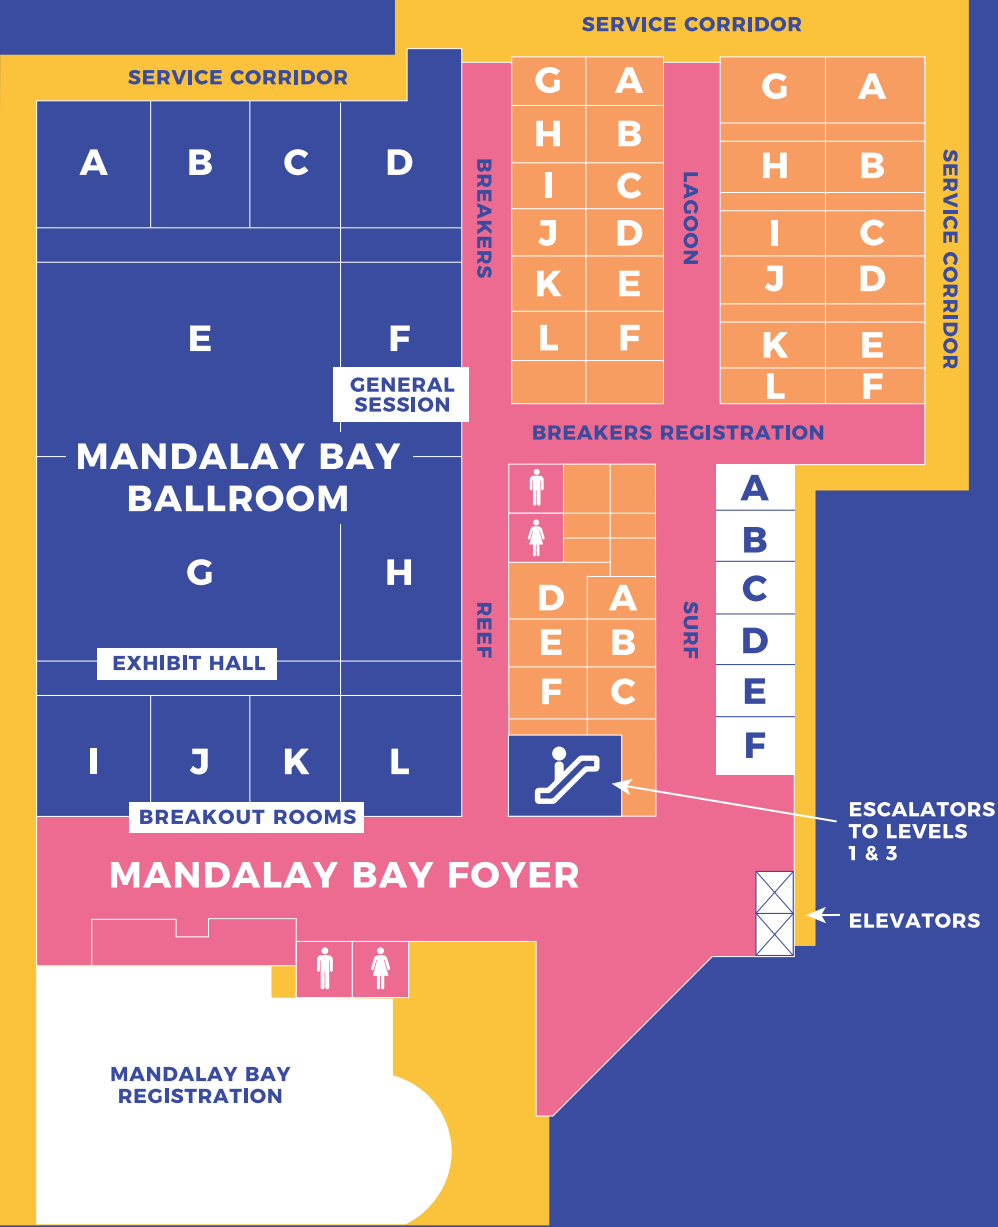 SERVICE CORRIDOR
SERVICE CORRIDOR
A B C D
E F
GENERAL
SESSION
MANDALAY BAY
BALLROOM
G H
EXHIBIT HALL
I J K L
BREAKOUT ROOMS
BREAKERS
G A
H B
I C
J D
K E
L F
LAGOON
G A
H B
I C
J D
K E
L F
SERVICE CORRIDOR
BREAKERS REGISTRATION
REEF
D A
E B
F C
SURF
A
B
C
D
E
F
ESCALATORS
TO LEVELS
1 & 3
MANDALAY BAY FOYER
ELEVATORS
MANDALAY BAY
REGISTRATION